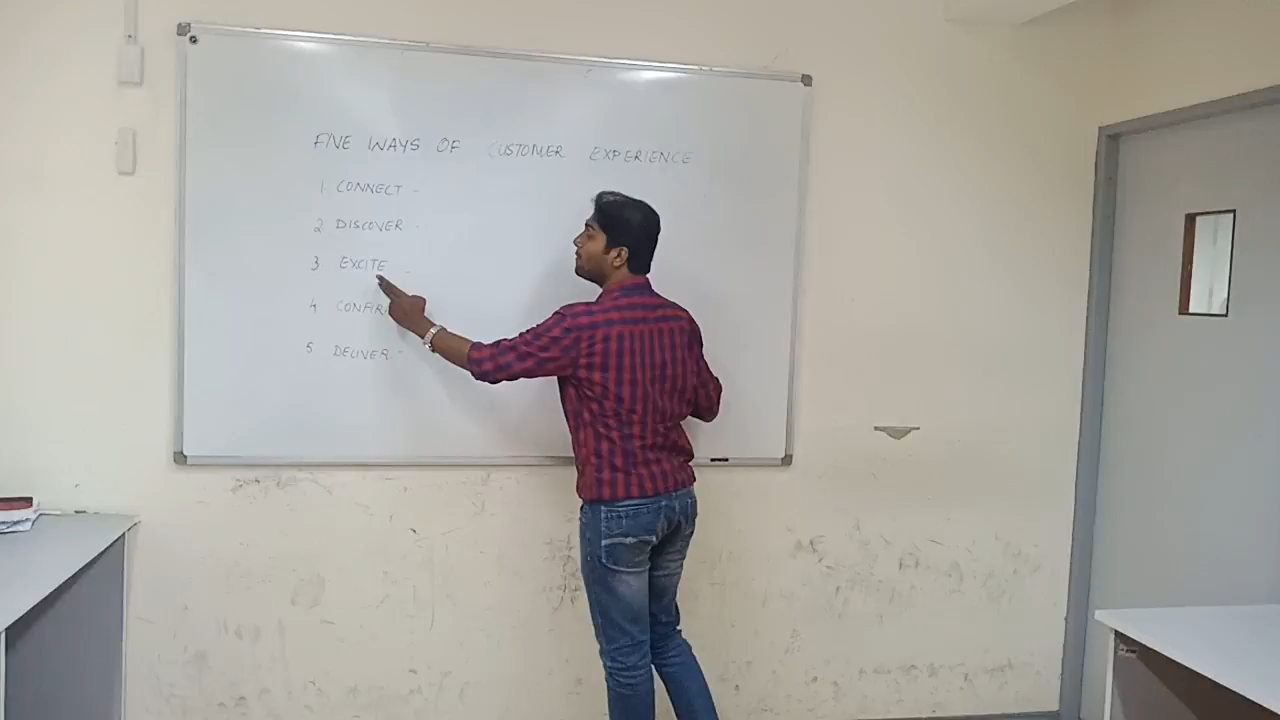 FIVE WAYS OF CUSTOMER EXPERIENCE
1 CONNECT -
2 DISCOVER -
3 EXCITE -
4
5 DELIVER -